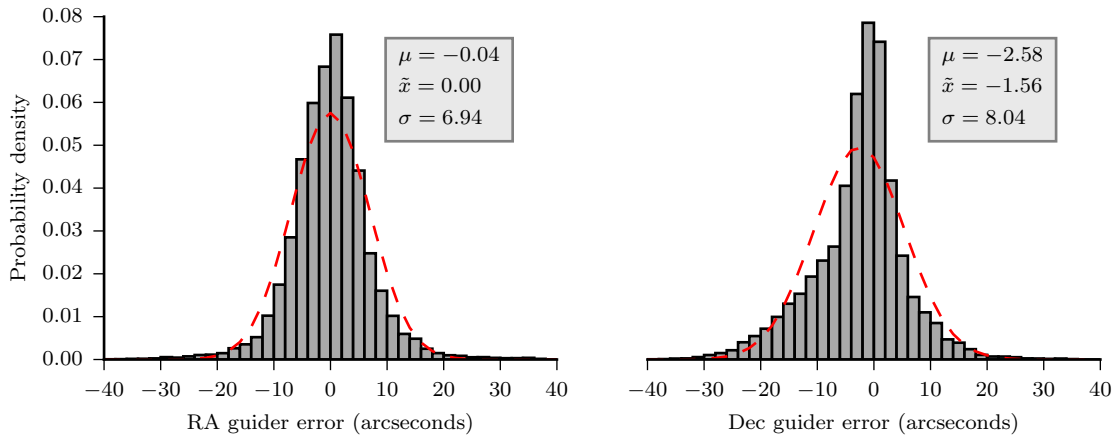 0.08
0.07
0.06
0.05
0.04
0.03
0.02
0.01
0.00
Probability density
−40 −30 −20 −10 0 10 20 30 40
RA guider error (arcseconds)
μ = −0.04
x̃ = 0.00
σ = 6.94
−40 −30 −20 −10 0 10 20 30 40
Dec guider error (arcseconds)
μ = −2.58
x̃ = −1.56
σ = 8.04